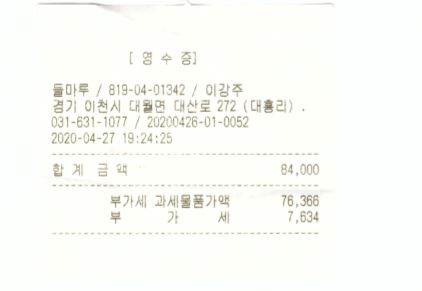 [ 영 수 증]
들마루 / 819-04-01342 / 이강주
경기 이천시 대월면 대산로 272 (대흥리) .
031-631-1077 / 20200426-01-0052
2020-04-27 19:24:25
합 계 금 액 84,000
부가세 과세물품가액 76,366
부 가 세 7,634